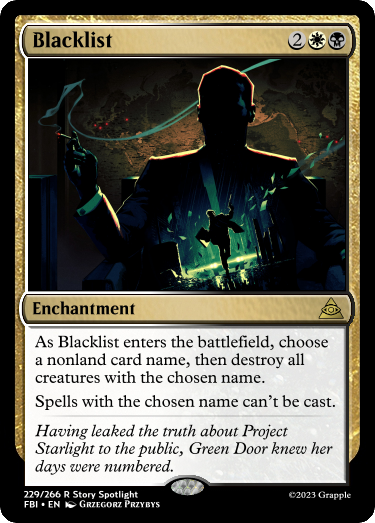 Blacklist 2
Enchantment
As Blacklist enters the battlefield, choose
a nonland card name, then destroy all
creatures with the chosen name.
Spells with the chosen name can't be cast.
Having leaked the truth about Project
Starlight to the public, Green Door knew her
days were numbered.
229/266 R Story Spotlight
FBI • EN Grzegorz Przybys
©2023 Grapple